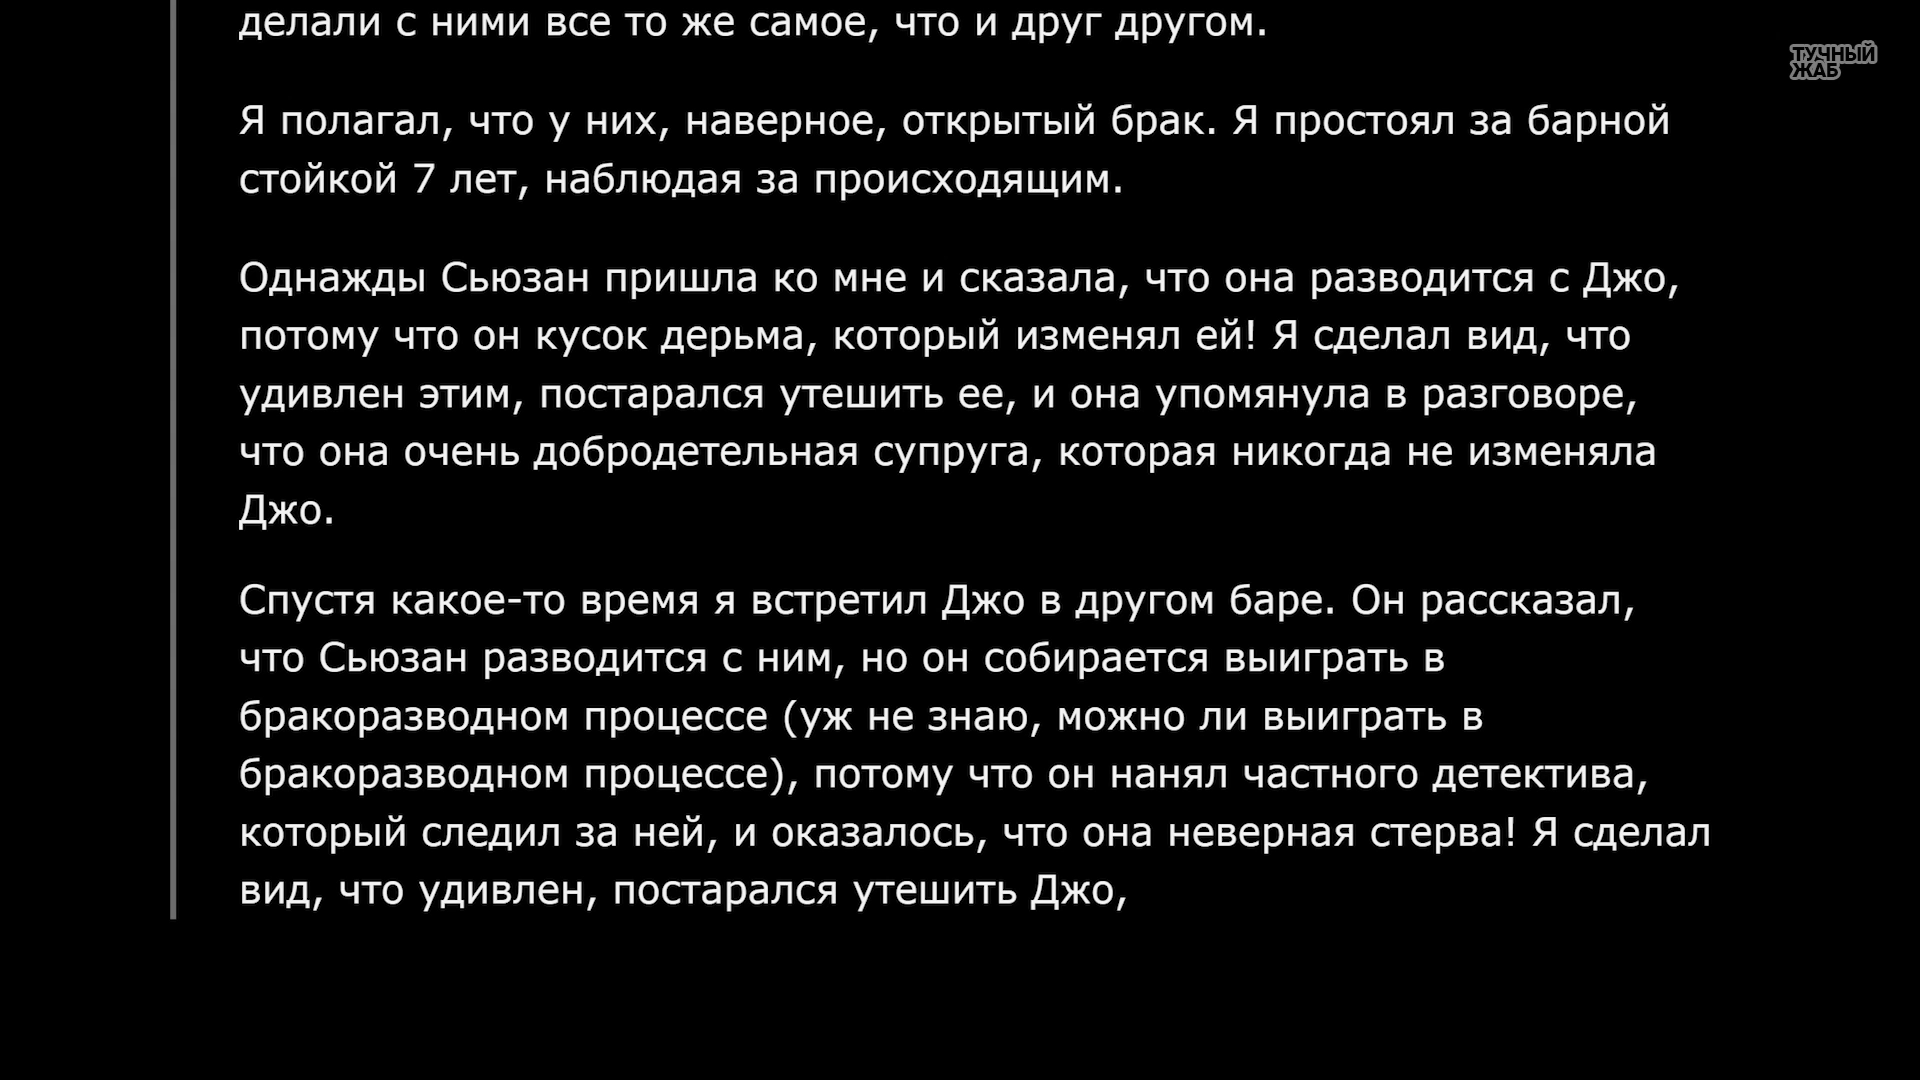 делали с ними все то же самое, что и друг другом.
ТУЧНЫЙ
ЖАБ
Я полагал, что у них, наверное, открытый брак. Я простоял за барной
стойкой 7 лет, наблюдая за происходящим.
Однажды Сьюзан пришла ко мне и сказала, что она разводится с Джо,
потому что он кусок дерьма, который изменял ей! Я сделал вид, что
удивлен этим, постарался утешить ее, и она упомянула в разговоре,
что она очень добродетельная супруга, которая никогда не изменяла
Джо.
Спустя какое-то время я встретил Джо в другом баре. Он рассказал,
что Сьюзан разводится с ним, но он собирается выиграть в
бракоразводном процессе (уж не знаю, можно ли выиграть в
бракоразводном процессе), потому что он нанял частного детектива,
который следил за ней, и оказалось, что она неверная стерва! Я сделал
вид, что удивлен, постарался утешить Джо,